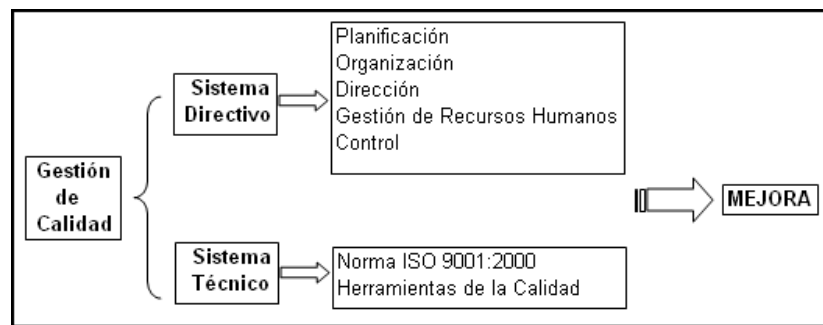 Gestión
de
Calidad
Sistema
Directivo
Planificación
Organización
Dirección
Gestión de Recursos Humanos
Control
Sistema
Técnico
Norma ISO 9001:2000
Herramientas de la Calidad
MEJORA